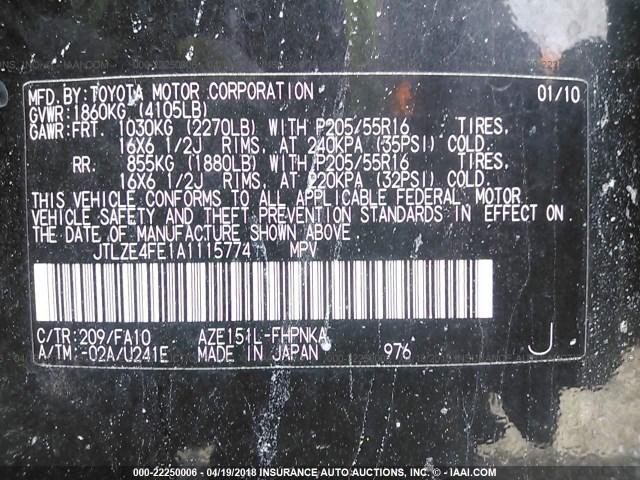 MFD.BY:TOYOTA MOTOR CORPORATION 01/10
GVWR:1860KG (4105LB)
GAWR:FRT. 1030KG (2270LB) WITH P205/55R16 TIRES,
16X6 1/2J RIMS, AT 240KPA (35PSI) COLD.
RR. 855KG (1880LB) WITH P205/55R16 TIRES,
16X6 1/2J RIMS, AT 220KPA (32PSI) COLD.
THIS VEHICLE CONFORMS TO ALL APPLICABLE FEDERAL MOTOR
VEHICLE SAFETY AND THEFT PREVENTION STANDARDS IN EFFECT ON
THE DATE OF MANUFACTURE SHOWN ABOVE
JTLZE4FE1A1115774 MPV
C/TR:209/FA10 AZE151L-FHPNKA
A/TM:-02A/U241E MADE IN JAPAN 976 J
000-22250006 - 04/19/2018 INSURANCE AUTO AUCTIONS, INC. - © - IAAI.COM